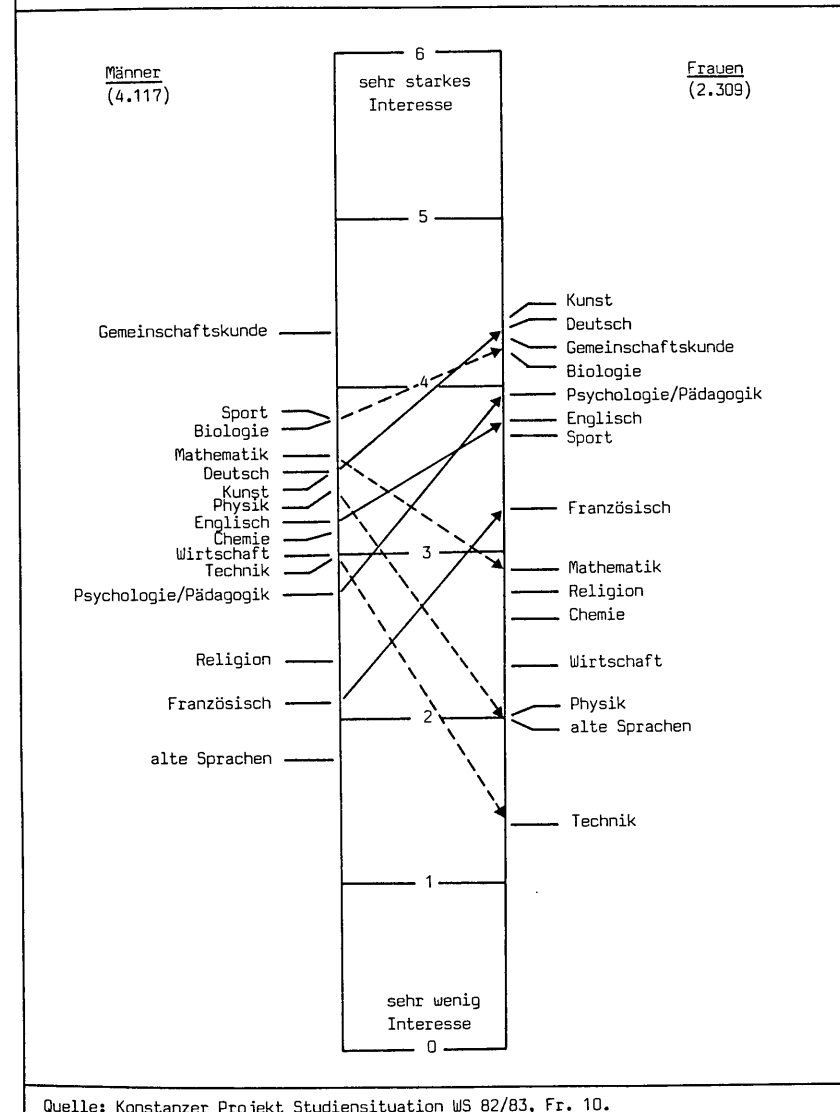 Männer
(4.117)
Frauen
(2.309)
6
sehr starkes
Interesse
5
4
3
2
1
sehr wenig
Interesse
0
Gemeinschaftskunde
Sport
Biologie
Mathematik
Deutsch
Kunst
Physik
Englisch
Chemie
Wirtschaft
Technik
Psychologie/Pädagogik
Religion
Französisch
alte Sprachen
Kunst
Deutsch
Gemeinschaftskunde
Biologie
Psychologie/Pädagogik
Englisch
Sport
Französisch
Mathematik
Religion
Chemie
Wirtschaft
Physik
alte Sprachen
Technik
Quelle: Konstanzer Projekt Studiensituation WS 82/83, Fr. 10.